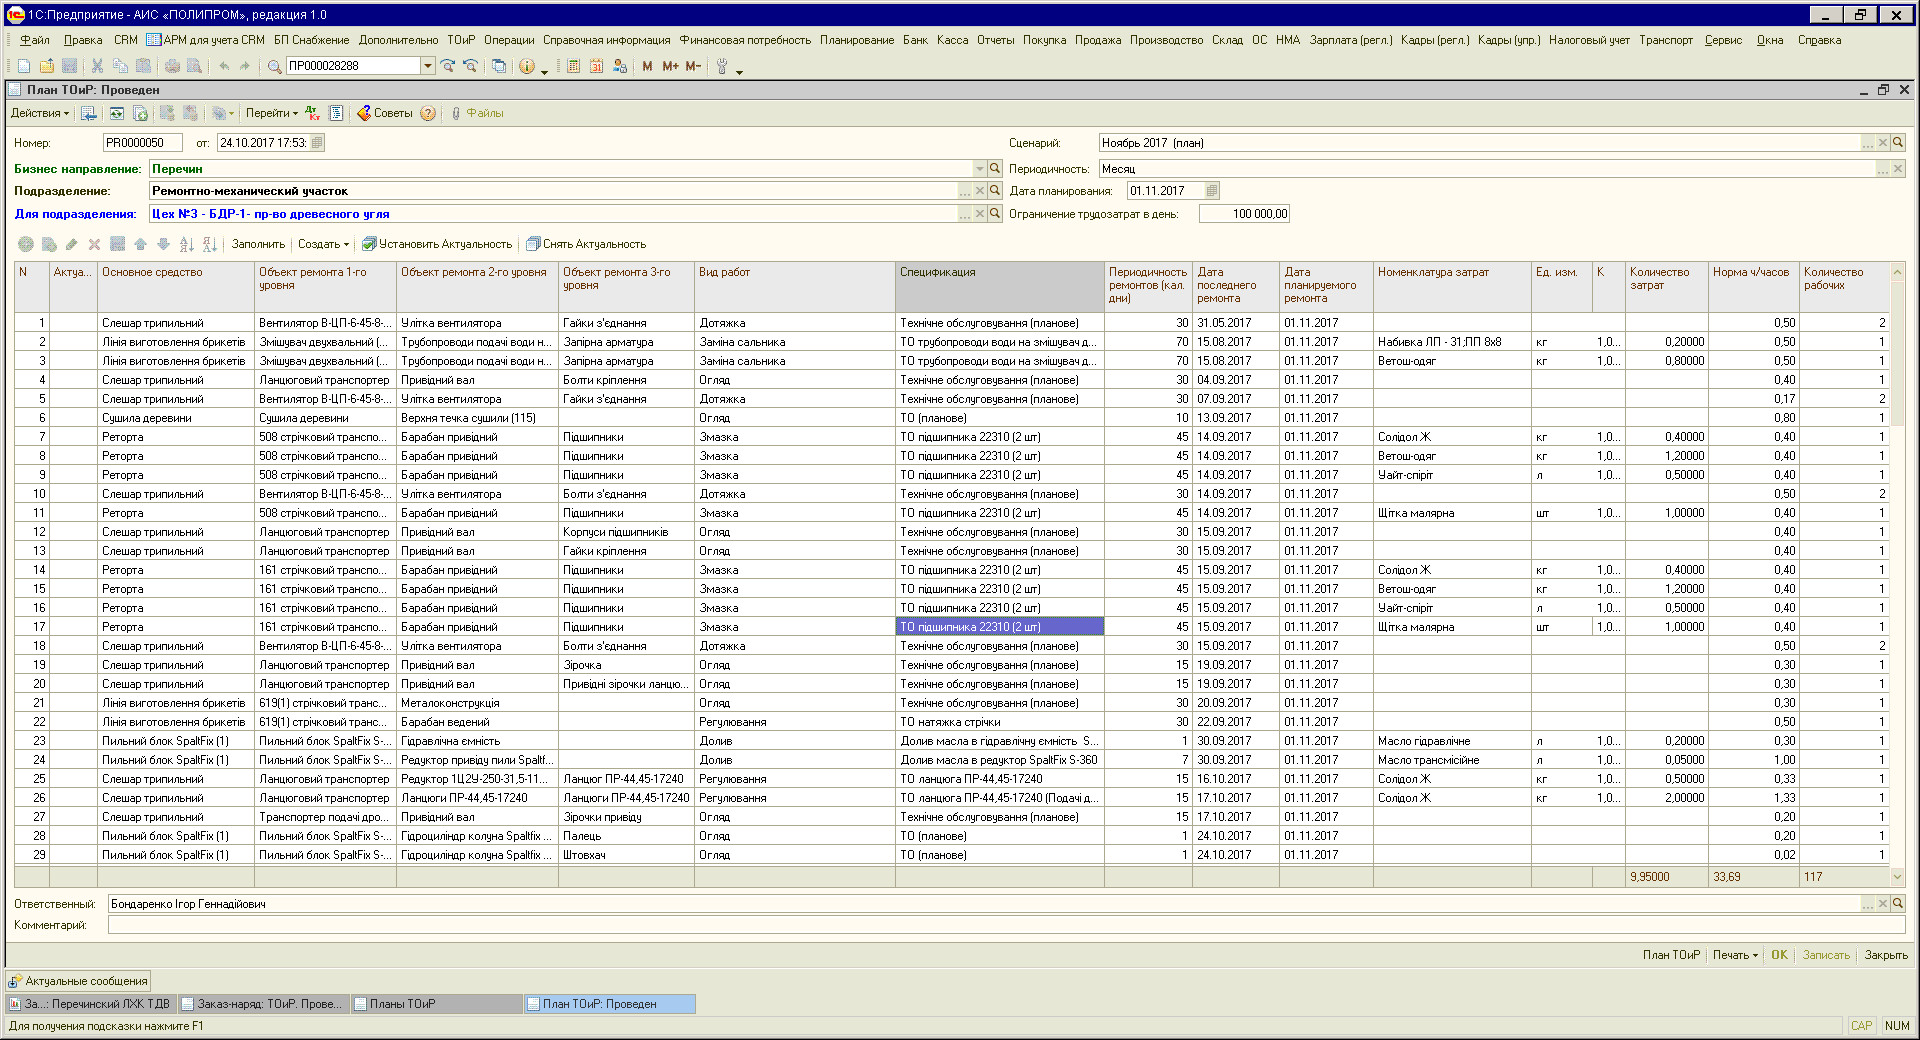 1С:Предприятие - АИС «ПОЛИПРОМ», редакция 1.0
Файл Правка CRM АРМ для учета CRM БП Снабжение Дополнительно ТОиР Операции Справочная информация Финансовая потребность Планирование Банк Касса Отчеты Покупка Продажа Производство Склад ОС НМА Зарплата (регл.) Кадры (регл.) Кадры (упр.) Налоговый учет Транспорт Сервис Окна Справка
ПР000028288 M M+ M-
План ТОиР: Проведен
Действия Перейти Дт Кт Советы Файлы
Номер: PR0000050 от: 24.10.2017 17:53: Сценарий: Ноябрь 2017 (план)
Бизнес направление: Перечин Периодичность: Месяц
Подразделение: Ремонтно-механический участок Дата планирования: 01.11.2017
Для подразделения: Цех №3 - БДР-1- пр-во древесного угля Ограничение трудозатрат в день: 100 000,00
Заполнить Создать Установить Актуальность Снять Актуальность
N Актуа... Основное средство Объект ремонта 1-го уровня Объект ремонта 2-го уровня Объект ремонта 3-го уровня Вид работ Спецификация Периодичность ремонтов (кал. дни) Дата последнего ремонта Дата планируемого ремонта Номенклатура затрат Ед. изм. К Количество затрат Норма ч/часов Количество рабочих
1 Слешар трипильний Вентилятор В-ЦП-6-45-8-... Улітка вентилятора Гайки з'єднання Дотяжка Технічне обслуговування (планове) 30 31.05.2017 01.11.2017 0,50 2
2 Лінія виготовлення брикетів Змішувач двухвальний (... Трубопроводи подачі води н... Запірна арматура Заміна сальника ТО трубопроводи води на змішувач д... 70 15.08.2017 01.11.2017 Набивка ЛП - 31;ПП 8х8 кг 1,0... 0,20000 0,50 1
3 Лінія виготовлення брикетів Змішувач двухвальний (... Трубопроводи подачі води н... Запірна арматура Заміна сальника ТО трубопроводи води на змішувач д... 70 15.08.2017 01.11.2017 Ветош-одяг кг 1,0... 0,80000 0,50 1
4 Слешар трипильний Ланцюговий транспортер Привідний вал Болти кріплення Огляд Технічне обслуговування (планове) 30 04.09.2017 01.11.2017 0,40 1
5 Слешар трипильний Вентилятор В-ЦП-6-45-8-... Улітка вентилятора Гайки з'єднання Огляд Технічне обслуговування (планове) 30 07.09.2017 01.11.2017 0,17 2
6 Сушила деревини Сушила деревини Верхня течка сушили (115) Огляд ТО (планове) 10 13.09.2017 01.11.2017 0,80 1
7 Реторта 508 стрічковий транспо... Барабан привідний Підшипники Змазка ТО підшипника 22310 (2 шт) 45 14.09.2017 01.11.2017 Солідол Ж кг 1,0... 0,40000 0,40 1
8 Реторта 508 стрічковий транспо... Барабан привідний Підшипники Змазка ТО підшипника 22310 (2 шт) 45 14.09.2017 01.11.2017 Ветош-одяг кг 1,0... 1,20000 0,40 1
9 Реторта 508 стрічковий транспо... Барабан привідний Підшипники Змазка ТО підшипника 22310 (2 шт) 45 14.09.2017 01.11.2017 Уайт-спіріт л 1,0... 0,50000 0,40 1
10 Слешар трипильний Вентилятор В-ЦП-6-45-8-... Улітка вентилятора Болти з'єднання Дотяжка Технічне обслуговування (планове) 30 14.09.2017 01.11.2017 0,50 2
11 Реторта 508 стрічковий транспо... Барабан привідний Підшипники Змазка ТО підшипника 22310 (2 шт) 45 14.09.2017 01.11.2017 Щітка малярна шт 1,0... 1,00000 0,40 1
12 Слешар трипильний Ланцюговий транспортер Привідний вал Корпуси підшипників Огляд Технічне обслуговування (планове) 30 15.09.2017 01.11.2017 0,40 1
13 Слешар трипильний Ланцюговий транспортер Привідний вал Гайки кріплення Огляд Технічне обслуговування (планове) 30 15.09.2017 01.11.2017 0,40 1
14 Реторта 161 стрічковий транспо... Барабан привідний Підшипники Змазка ТО підшипника 22310 (2 шт) 45 15.09.2017 01.11.2017 Солідол Ж кг 1,0... 0,40000 0,40 1
15 Реторта 161 стрічковий транспо... Барабан привідний Підшипники Змазка ТО підшипника 22310 (2 шт) 45 15.09.2017 01.11.2017 Ветош-одяг кг 1,0... 1,20000 0,40 1
16 Реторта 161 стрічковий транспо... Барабан привідний Підшипники Змазка ТО підшипника 22310 (2 шт) 45 15.09.2017 01.11.2017 Уайт-спіріт л 1,0... 0,50000 0,40 1
17 Реторта 161 стрічковий транспо... Барабан привідний Підшипники Змазка ТО підшипника 22310 (2 шт) 45 15.09.2017 01.11.2017 Щітка малярна шт 1,0... 1,00000 0,40 1
18 Слешар трипильний Вентилятор В-ЦП-6-45-8-... Улітка вентилятора Болти з'єднання Дотяжка Технічне обслуговування (планове) 30 15.09.2017 01.11.2017 0,50 2
19 Слешар трипильний Ланцюговий транспортер Привідний вал Зірочка Огляд Технічне обслуговування (планове) 15 19.09.2017 01.11.2017 0,30 1
20 Слешар трипильний Ланцюговий транспортер Привідний вал Привідні зірочки ланцю... Огляд Технічне обслуговування (планове) 15 19.09.2017 01.11.2017 0,30 1
21 Лінія виготовлення брикетів 619(1) стрічковий транс... Металоконструкція Огляд Технічне обслуговування (планове) 30 20.09.2017 01.11.2017 0,30 1
22 Лінія виготовлення брикетів 619(1) стрічковий транс... Барабан ведений Регулювання ТО натяжка стрічки 30 22.09.2017 01.11.2017 0,50 1
23 Пильний блок SpaltFix (1) Пильний блок SpaltFix S-... Гідравлічна ємність Долив Долив масла в гідравлічну ємність S... 1 30.09.2017 01.11.2017 Масло гідравлічне л 1,0... 0,20000 0,30 1
24 Пильний блок SpaltFix (1) Пильний блок SpaltFix S-... Редуктор привіду пили Spaltf... Долив Долив масла в редуктор SpaltFix S-360 7 30.09.2017 01.11.2017 Масло трансмісійне л 1,0... 0,05000 1,00 1
25 Слешар трипильний Ланцюговий транспортер Редуктор 1Ц2У-250-31,5-11... Ланцюг ПР-44,45-17240 Регулювання ТО ланцюга ПР-44,45-17240 15 16.10.2017 01.11.2017 Солідол Ж кг 1,0... 0,50000 0,33 1
26 Слешар трипильний Ланцюговий транспортер Ланцюги ПР-44,45-17240 Ланцюги ПР-44,45-17240 Регулювання ТО ланцюга ПР-44,45-17240 (Подачі д... 15 17.10.2017 01.11.2017 Солідол Ж кг 1,0... 2,00000 1,33 1
27 Слешар трипильний Транспортер подачі дро... Привідний вал Зірочки привіду Огляд Технічне обслуговування (планове) 15 17.10.2017 01.11.2017 0,20 1
28 Пильний блок SpaltFix (1) Пильний блок SpaltFix S-... Гідроциліндр колуна Spaltfix ... Палець Огляд ТО (планове) 1 24.10.2017 01.11.2017 0,20 1
29 Пильний блок SpaltFix (1) Пильний блок SpaltFix S-... Гідроциліндр колуна Spaltfix ... Штовхач Огляд ТО (планове) 1 24.10.2017 01.11.2017 0,02 1
9,95000 33,69 117
Ответственный: Бондаренко Ігор Геннадійович
Комментарий:
План ТОиР Печать OK Записать Закрыть
Актуальные сообщения
За...: Перечинский ЛХК ТДВ Заказ-наряд: ТОиР. Прове... Планы ТОиР План ТОиР: Проведен
Для получения подсказки нажмите F1 CAP NUM